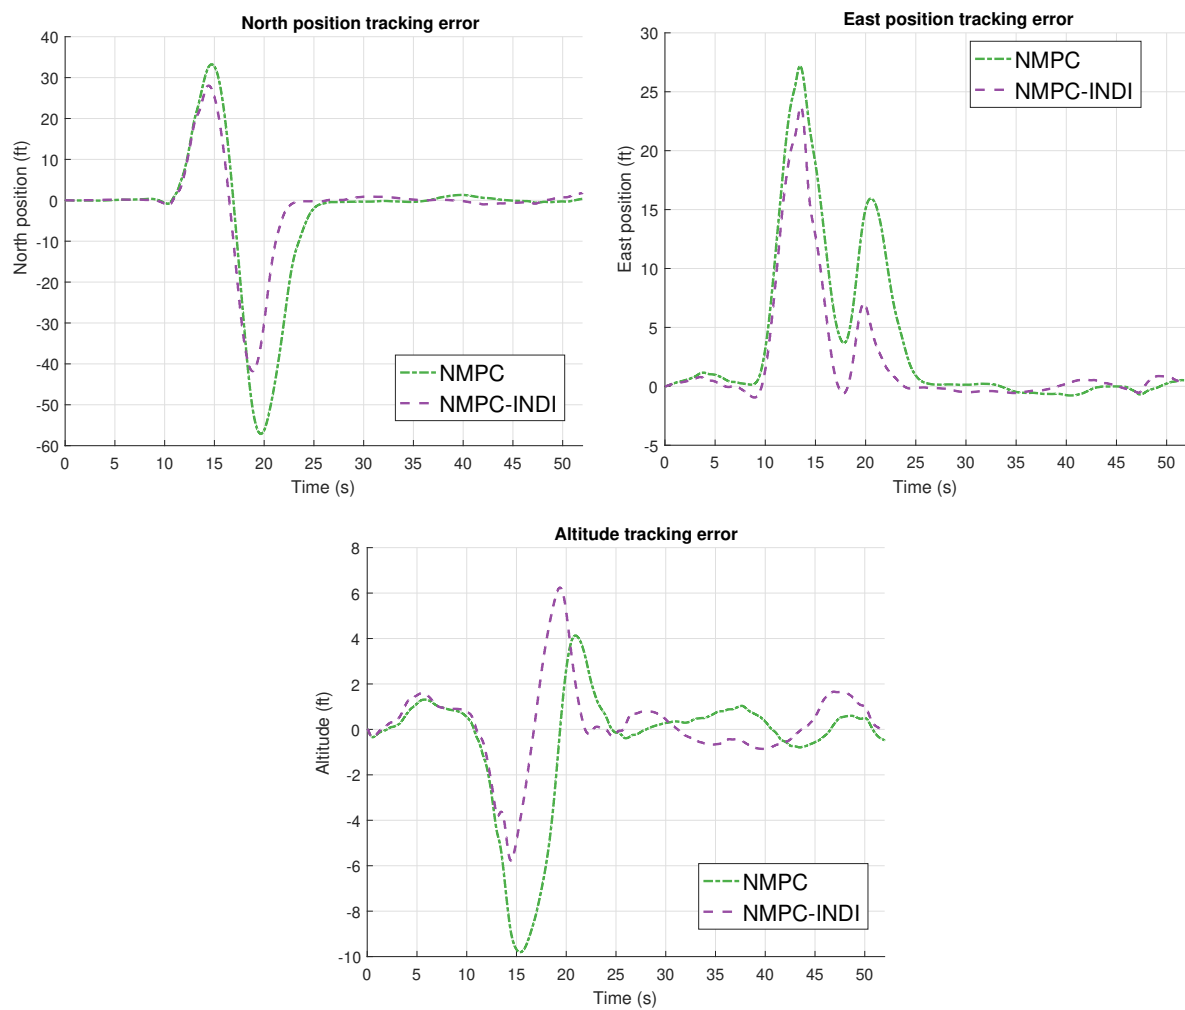 North position tracking error
40
30
20
10
0
-10
-20
-30
-40
-50
-60
North position (ft)
NMPC
NMPC-INDI
0 5 10 15 20 25 30 35 40 45 50
Time (s)
East position tracking error
30
25
20
15
10
5
0
-5
East position (ft)
NMPC
NMPC-INDI
0 5 10 15 20 25 30 35 40 45 50
Time (s)
Altitude tracking error
8
6
4
2
0
-2
-4
-6
-8
-10
Altitude (ft)
NMPC
NMPC-INDI
0 5 10 15 20 25 30 35 40 45 50
Time (s)